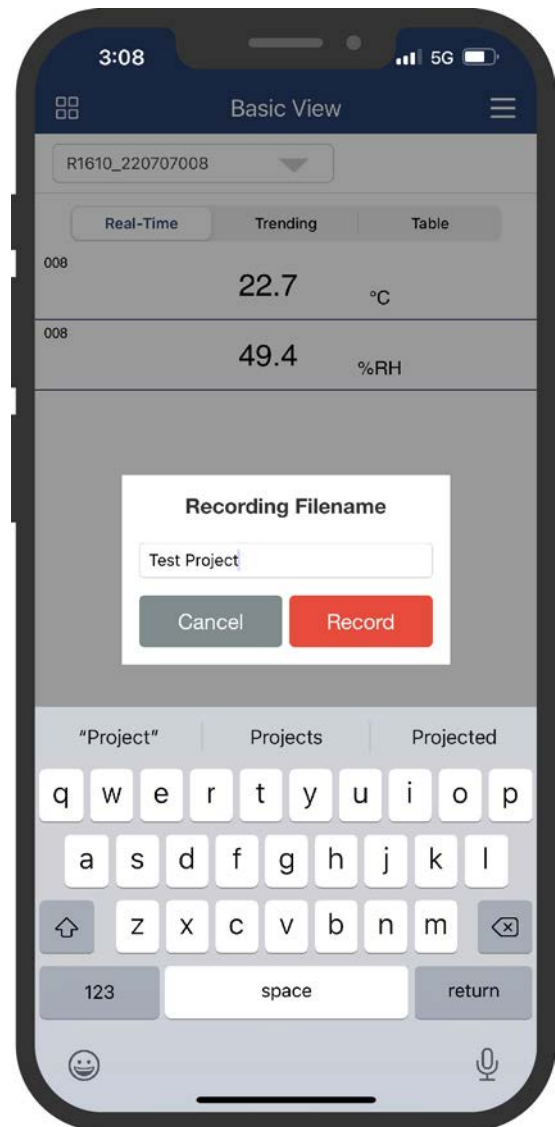 3:08 5G
Basic View
R1610_220707008
Real-Time Trending Table
008
22.7 °C
008
49.4 %RH
Recording Filename
Test Project
Cancel Record
“Project” Projects Projected
q w e r t y u i o p
a s d f g h j k l
z x c v b n m
123 space return